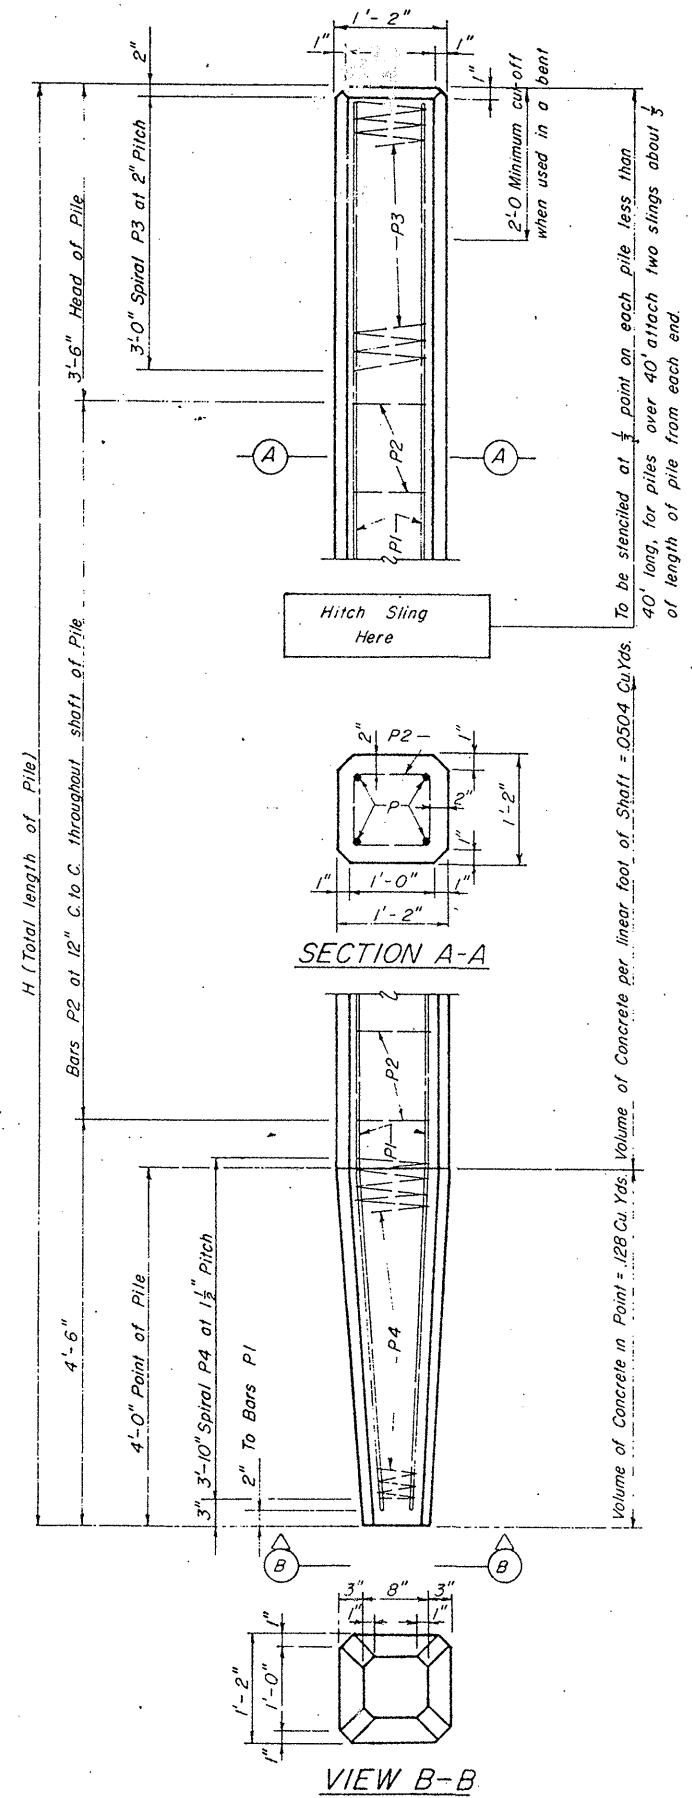 1'-2"
1"
1"
2"
1"
2'-0 Minimum cut-off
when used in a bent
3'-6" Head of Pile
3'-0" Spiral P3 at 2" Pitch
P3
To be stenciled at 1/3 point on each pile less than
40' long, for piles over 40' attach two slings about 1/5
of length of pile from each end.
A
A
P2
P1
Hitch Sling
Here
H (Total length of Pile)
Bars P2 at 12" C. to C. throughout shaft of Pile
2"
P2
1"
P
2"
1'-2"
1"
1"
1'-0"
1"
1'-2"
SECTION A-A
Volume of Concrete per linear foot of Shaft = .0504 Cu.Yds.
P2
P1
4'-6"
4'-0" Point of Pile
3'-10" Spiral P4 at 1 1/2" Pitch
3"
2" To Bars P1
P4
Volume of Concrete in Point = .128 Cu. Yds.
B
B
3"
8"
3"
1"
1"
1"
1'-2"
1'-0"
1"
VIEW B-B